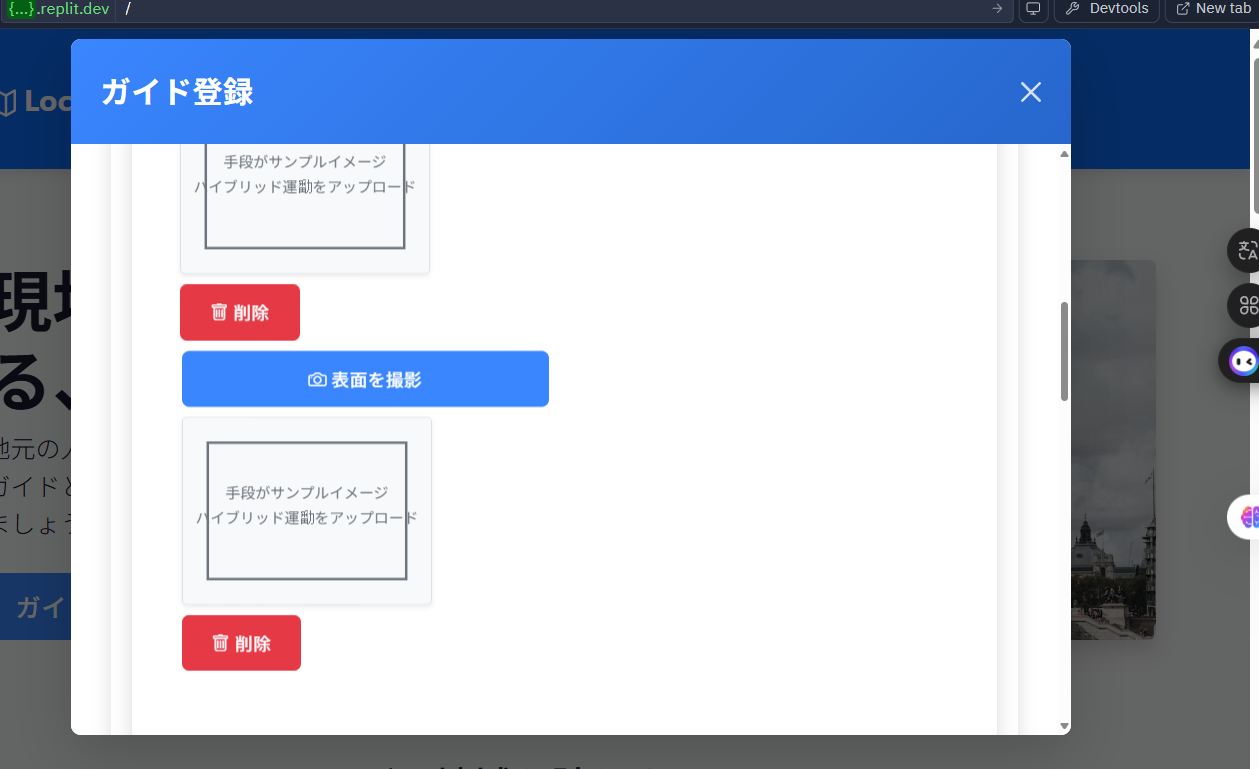 {...}.replit.dev /
Devtools
New tab
Loc
ガイド登録
手段がサンプルイメージ
ハイブリッド運動をアップロード
削除
表面を撮影
手段がサンプルイメージ
ハイブリッド運動をアップロード
削除
現
る、
地元の
ガイド
ましょう
ガイ